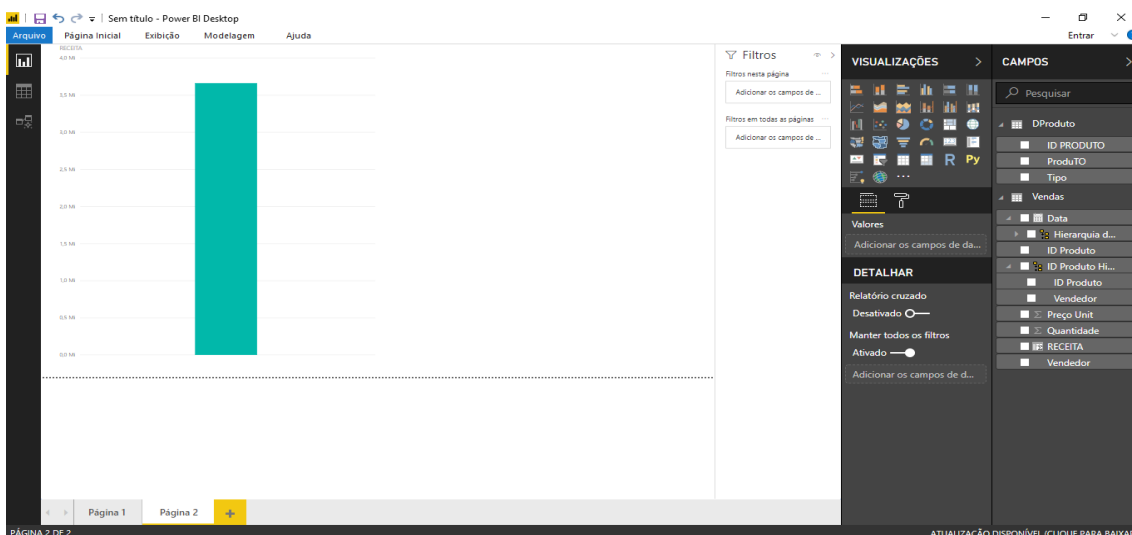 Sem título - Power BI Desktop
Arquivo Página Inicial Exibição Modelagem Ajuda Entrar
RECEITA
4,0 Mi
3,5 Mi
3,0 Mi
2,5 Mi
2,0 Mi
1,5 Mi
1,0 Mi
0,5 Mi
0,0 Mi
Filtros
Filtros nesta página
Adicionar os campos de ...
Filtros em todas as páginas
Adicionar os campos de ...
VISUALIZAÇÕES
R Py
Valores
Adicionar os campos de da...
DETALHAR
Relatório cruzado
Desativado
Manter todos os filtros
Ativado
Adicionar os campos de d...
CAMPOS
Pesquisar
DProduto
ID PRODUTO
ProduTO
Tipo
Vendas
Data
Hierarquia d...
ID Produto
ID Produto Hi...
ID Produto
Vendedor
Σ Preço Unit
Σ Quantidade
RECEITA
Vendedor
Página 1 Página 2 +
PÁGINA 2 DE 2 ATUALIZAÇÃO DISPONÍVEL (CLIQUE PARA BAIXAR